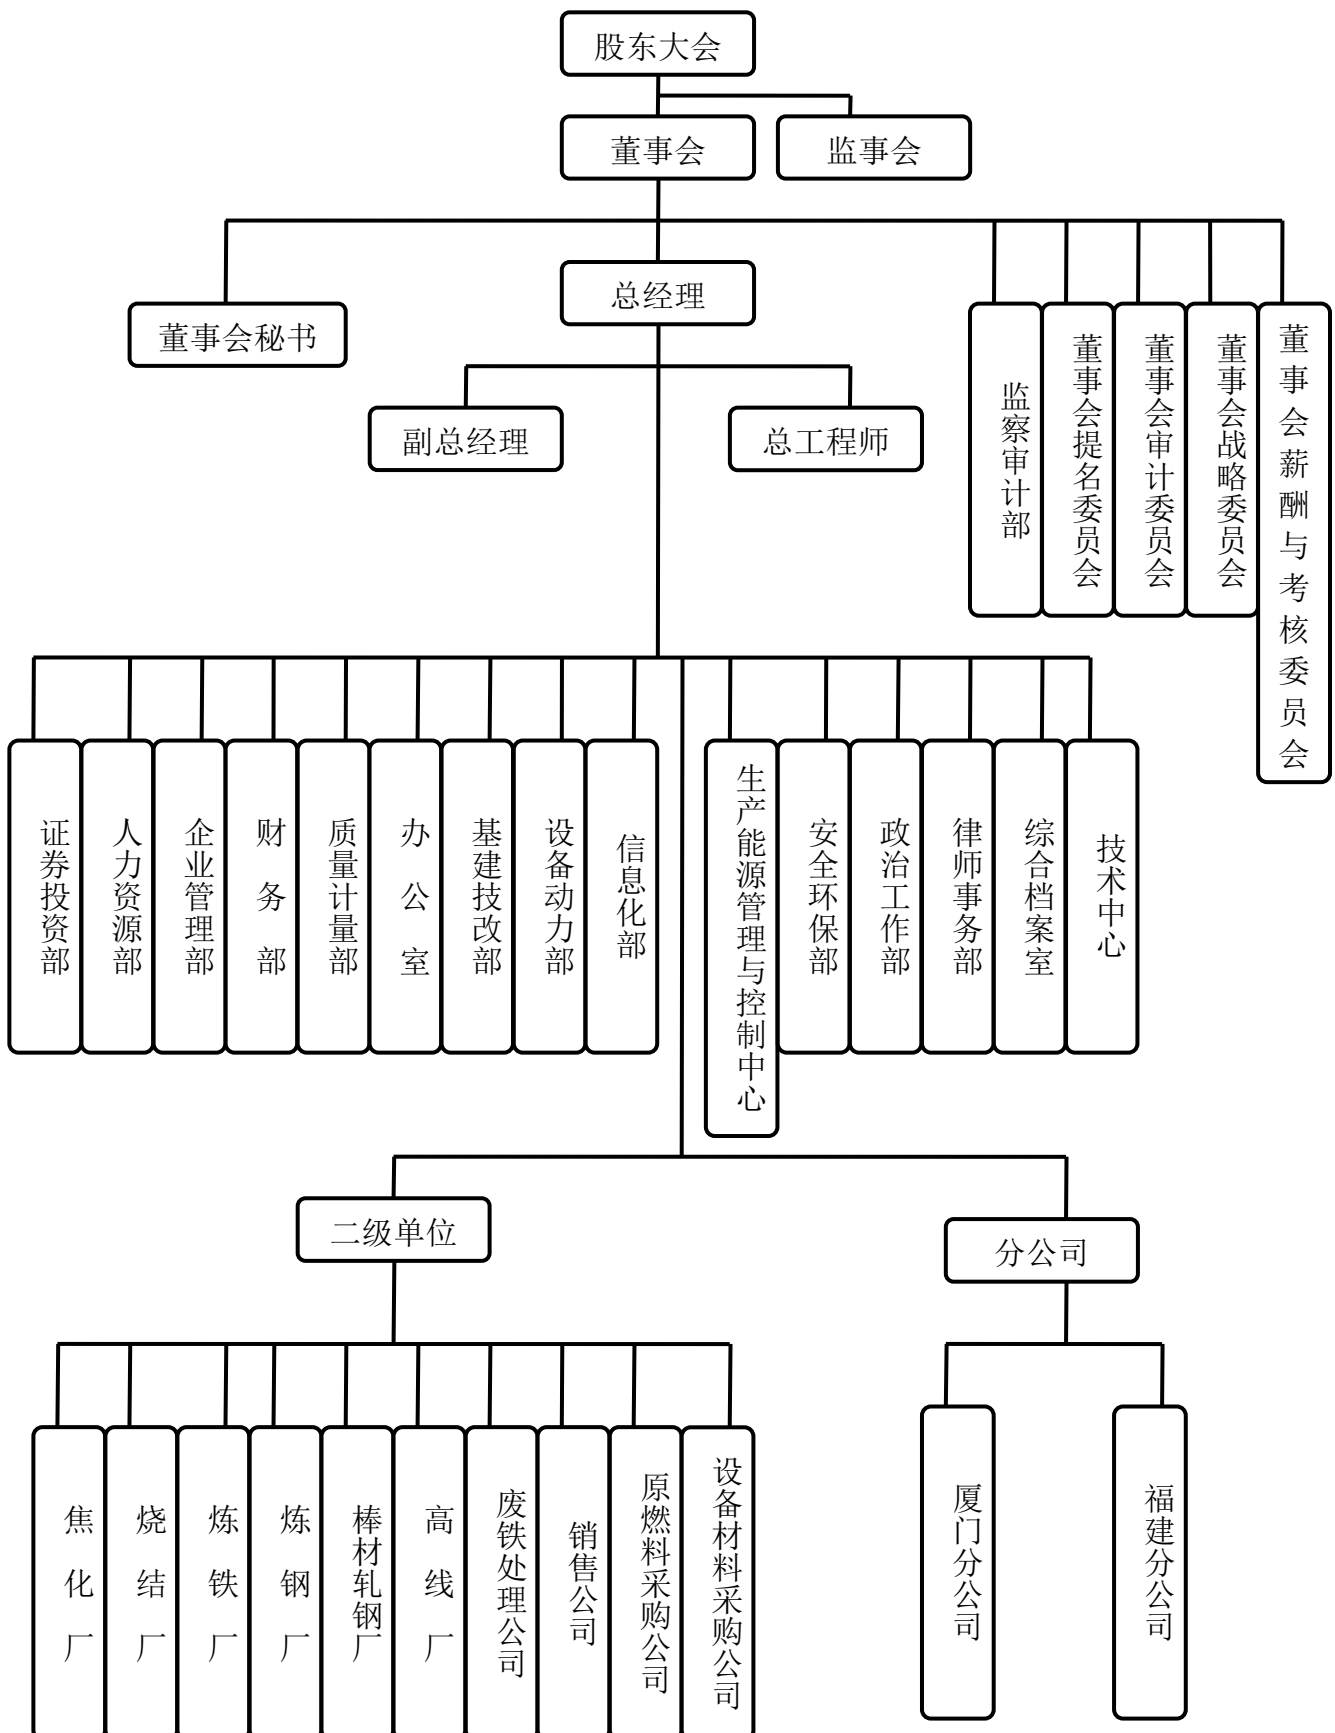 股东大会
董事会
监事会
总经理
董事会秘书
副总经理
总工程师
监察审计部
董事会提名委员会
董事会审计委员会
董事会战略委员会
董事会薪酬与考核委员会
证券投资部
人力资源部
企业管理部
财务部
质量计量部
办公室
基建技改部
设备动力部
信息化部
生产能源管理与控制中心
安全环保部
政治工作部
律师事务部
综合档案室
技术中心
二级单位
分公司
焦化厂
烧结厂
炼铁厂
炼钢厂
棒材轧钢厂
高线厂
废铁处理公司
销售公司
原燃料采购公司
设备材料采购公司
厦门分公司
福建分公司